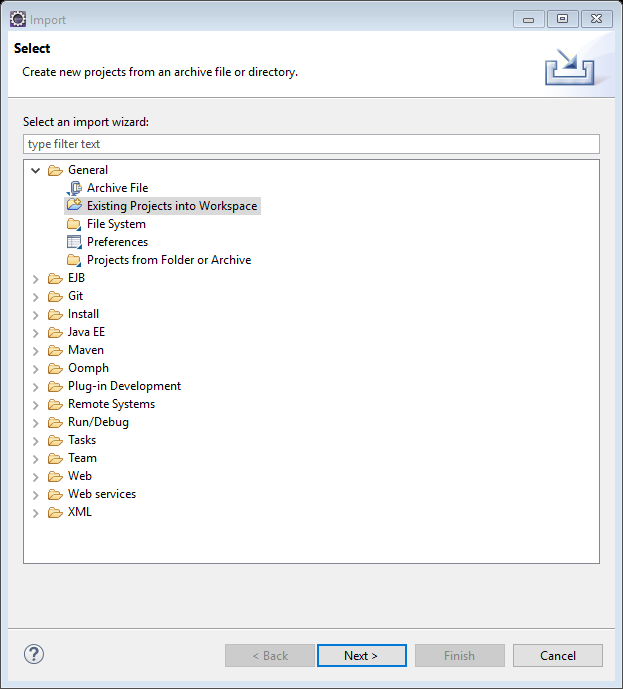 Import
Select
Create new projects from an archive file or directory.
Select an import wizard:
type filter text
General
Archive File
Existing Projects into Workspace
File System
Preferences
Projects from Folder or Archive
EJB
Git
Install
Java EE
Maven
Oomph
Plug-in Development
Remote Systems
Run/Debug
Tasks
Team
Web
Web services
XML
? < Back Next > Finish Cancel